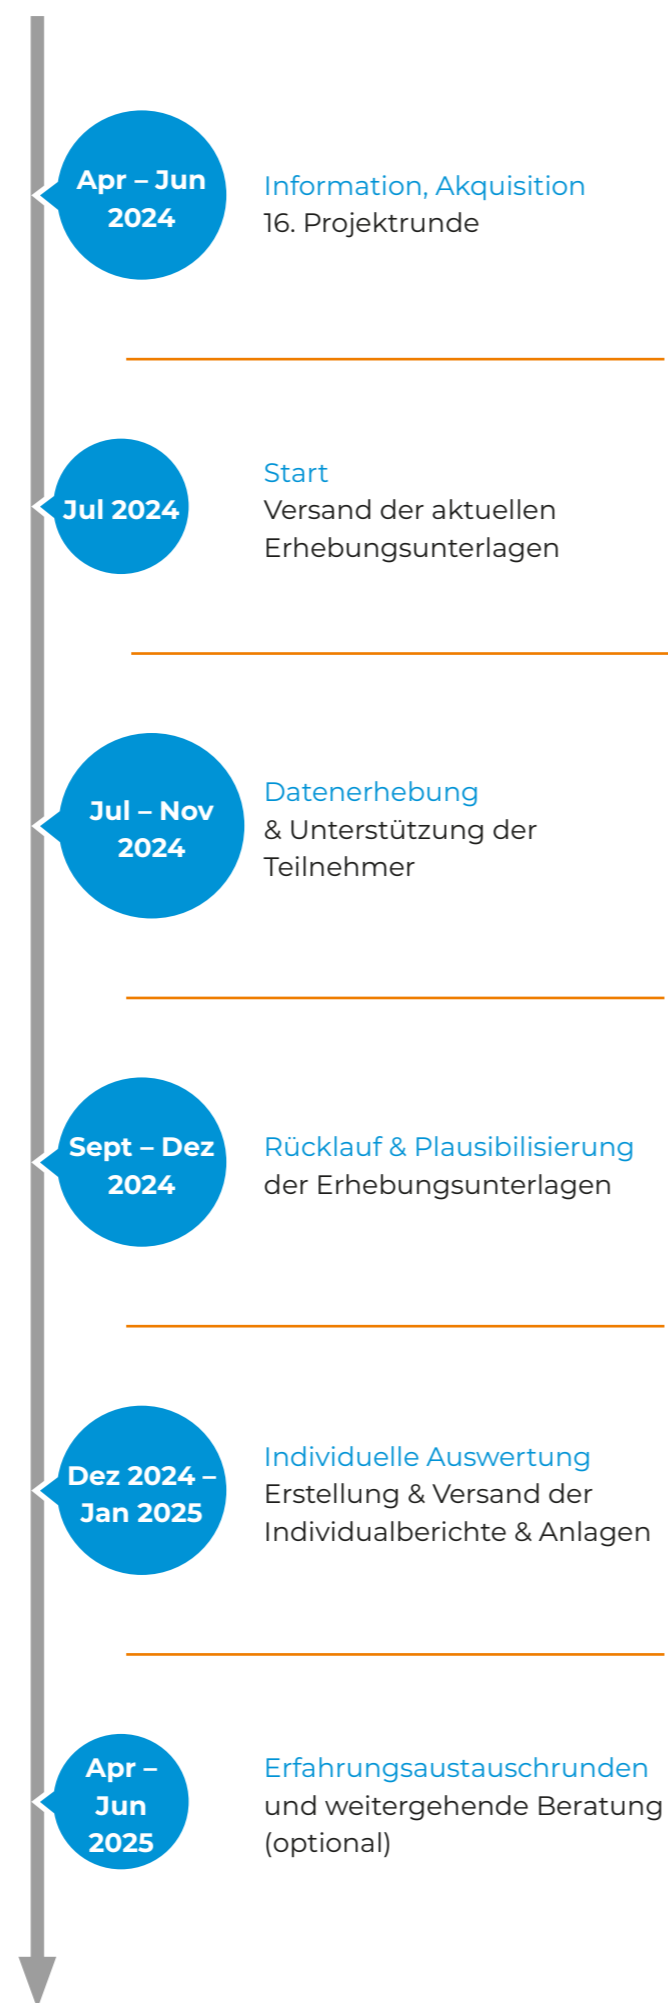 Apr – Jun
2024
Information, Akquisition
16. Projektrunde
Jul 2024
Start
Versand der aktuellen
Erhebungsunterlagen
Jul – Nov
2024
Datenerhebung
& Unterstützung der
Teilnehmer
Sept – Dez
2024
Rücklauf & Plausibilisierung
der Erhebungsunterlagen
Dez 2024 –
Jan 2025
Individuelle Auswertung
Erstellung & Versand der
Individualberichte & Anlagen
Apr –
Jun
2025
Erfahrungsaustauschrunden
und weitergehende Beratung
(optional)